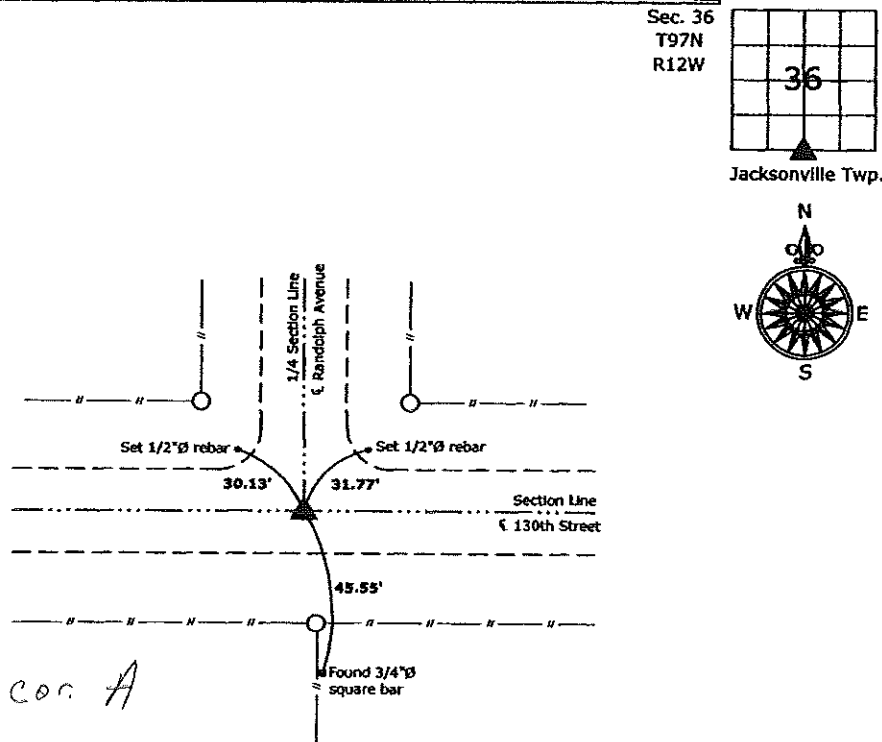 Sec. 36
T97N
R12W
36
Jacksonville Twp.
N
W E
S
1/4 Section Line
℄ Randolph Avenue
Set 1/2"Ø rebar
Set 1/2"Ø rebar
30.13'
31.77'
Section Line
℄ 130th Street
45.55'
Found 3/4"Ø
square bar
cor. A